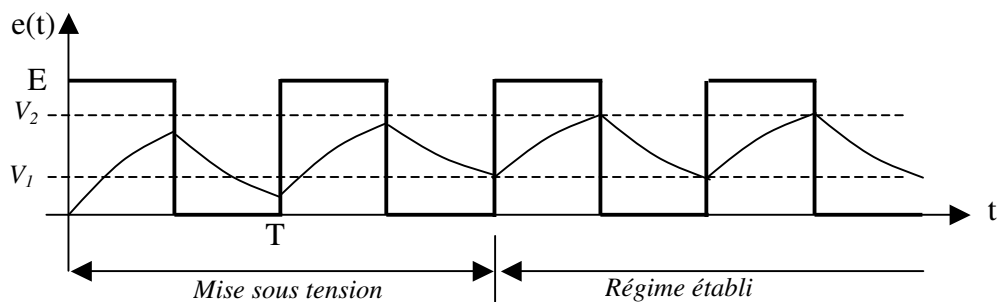 e(t)
E
V2
V1
T
t
Mise sous tension
Régime établi